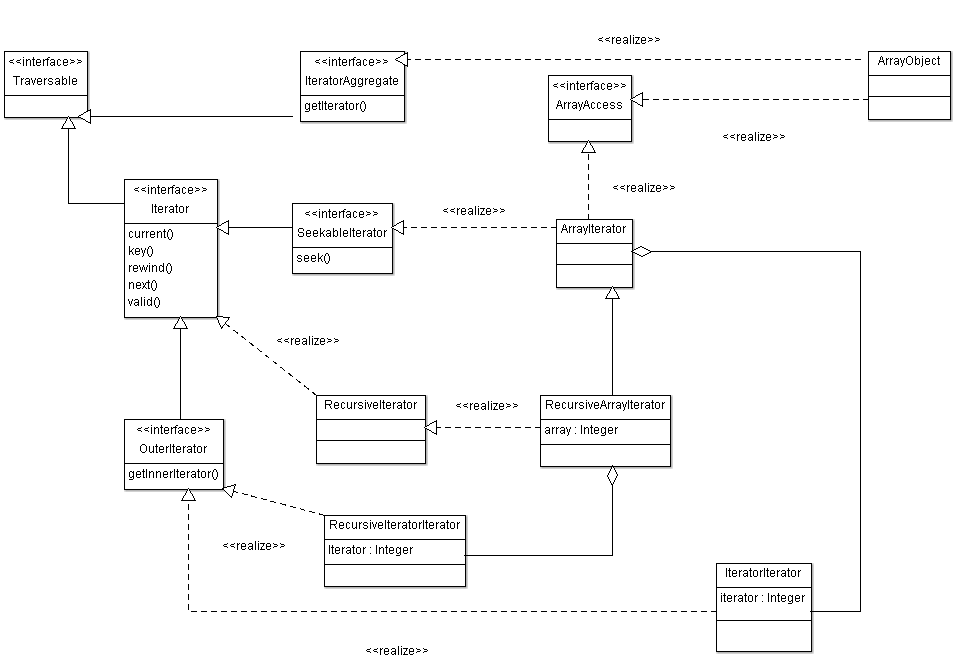 <<realize>>
<<interface>>
Traversable
<<interface>>
IteratorAggregate
getIterator()
ArrayObject
<<interface>>
ArrayAccess
<<realize>>
<<realize>>
<<interface>>
Iterator
current()
key()
rewind()
next()
valid()
<<interface>>
SeekableIterator
seek()
<<realize>>
ArrayIterator
<<realize>>
RecursiveIterator
<<realize>>
RecursiveArrayIterator
array : Integer
<<interface>>
OuterIterator
getInnerIterator()
RecursiveIteratorIterator
Iterator : Integer
<<realize>>
IteratorIterator
iterator : Integer
<<realize>>